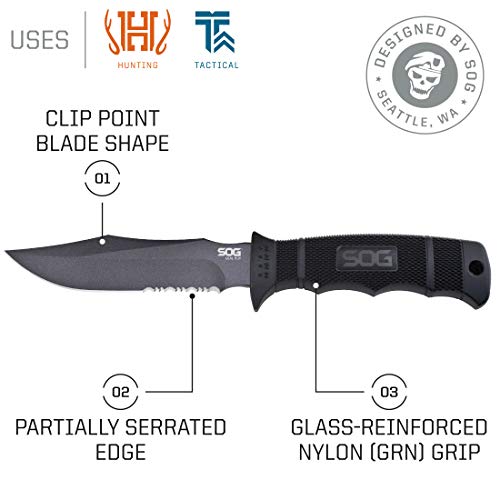 USES
HUNTING
TACTICAL
DESIGNED BY SOG
SEATTLE, WA
CLIP POINT
BLADE SHAPE
01
SOG
SOG
02
03
PARTIALLY SERRATED
EDGE
GLASS-REINFORCED
NYLON (GRN) GRIP